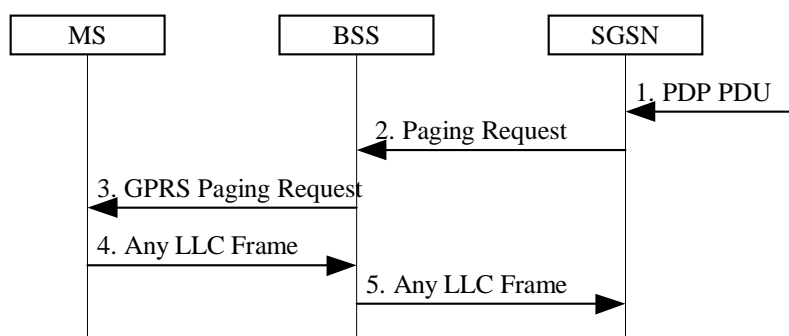 MS
BSS
SGSN
1. PDP PDU
2. Paging Request
3. GPRS Paging Request
4. Any LLC Frame
5. Any LLC Frame